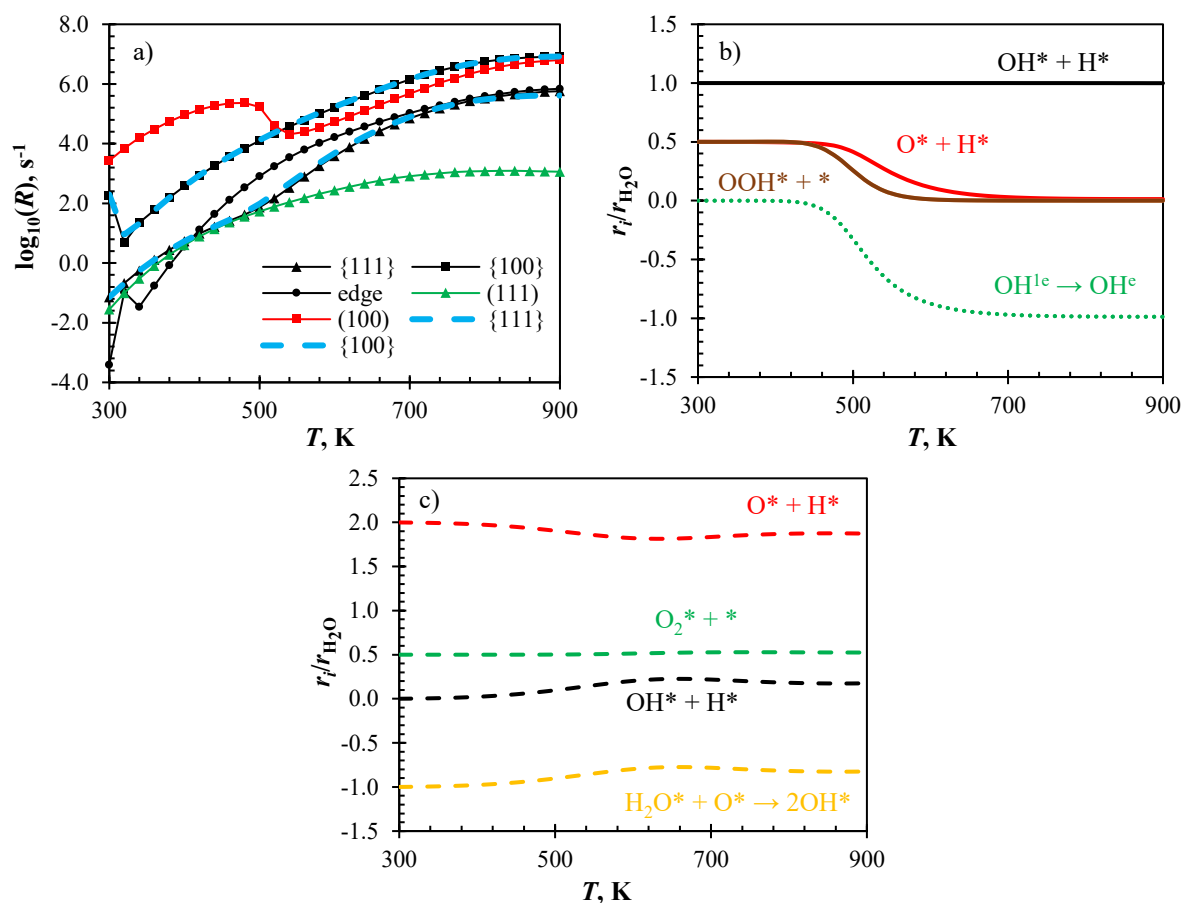 a)
8.0
6.0
4.0
2.0
0.0
-2.0
-4.0
log₁₀(R), s⁻¹
{111} {100}
edge (111)
(100) {111}
{100}
300 500 700 900
T, K
b)
1.5
1.0
0.5
0.0
-0.5
-1.0
-1.5
rᵢ/r_H₂O
OH* + H*
O* + H*
OOH* + *
OH¹ᵉ → OHᵉ
300 500 700 900
T, K
c)
2.5
2.0
1.5
1.0
0.5
0.0
-0.5
-1.0
-1.5
rᵢ/r_H₂O
O* + H*
O₂* + *
OH* + H*
H₂O* + O* → 2OH*
300 500 700 900
T, K